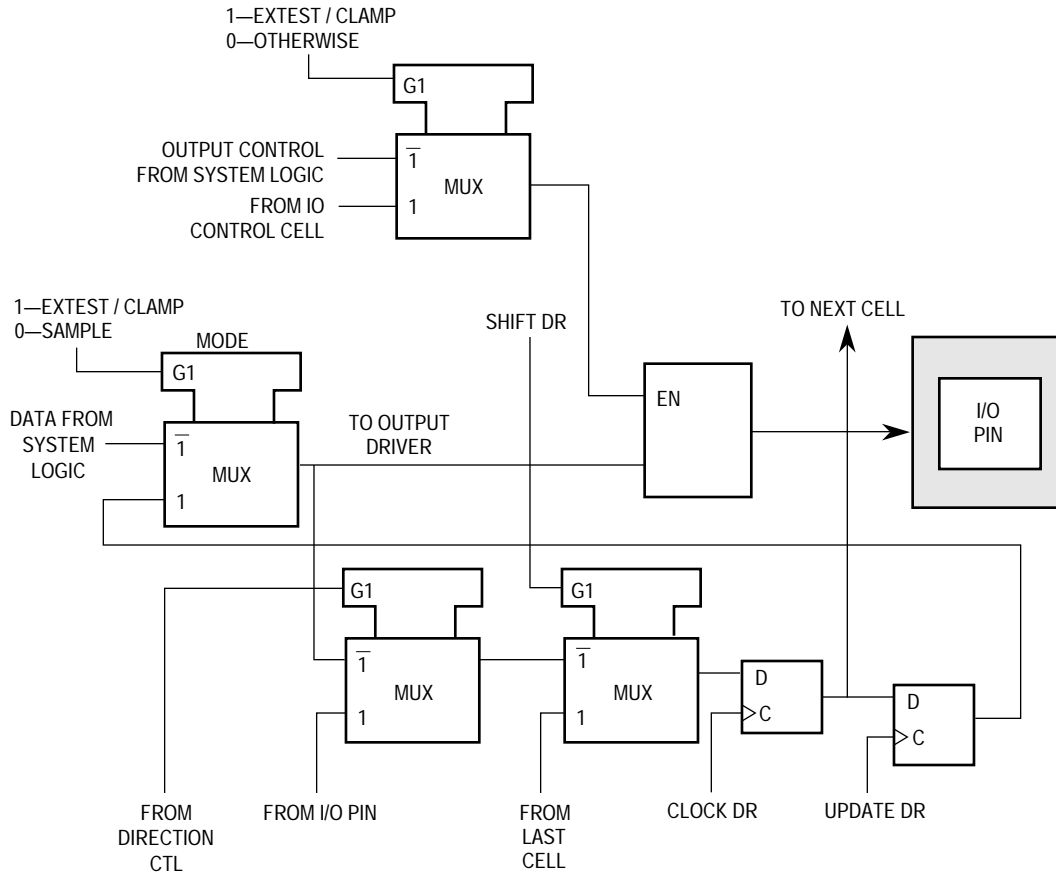 1—EXTEST / CLAMP
0—OTHERWISE
G1
OUTPUT CONTROL
FROM SYSTEM LOGIC
1̅
MUX
FROM IO
CONTROL CELL
1
1—EXTEST / CLAMP
0—SAMPLE
MODE
G1
DATA FROM
SYSTEM
LOGIC
1̅
MUX
1
TO OUTPUT
DRIVER
SHIFT DR
EN
TO NEXT CELL
I/O
PIN
G1
1̅
MUX
1
G1
1̅
MUX
1
D
C
D
C
FROM
DIRECTION
CTL
FROM I/O PIN
FROM
LAST
CELL
CLOCK DR
UPDATE DR